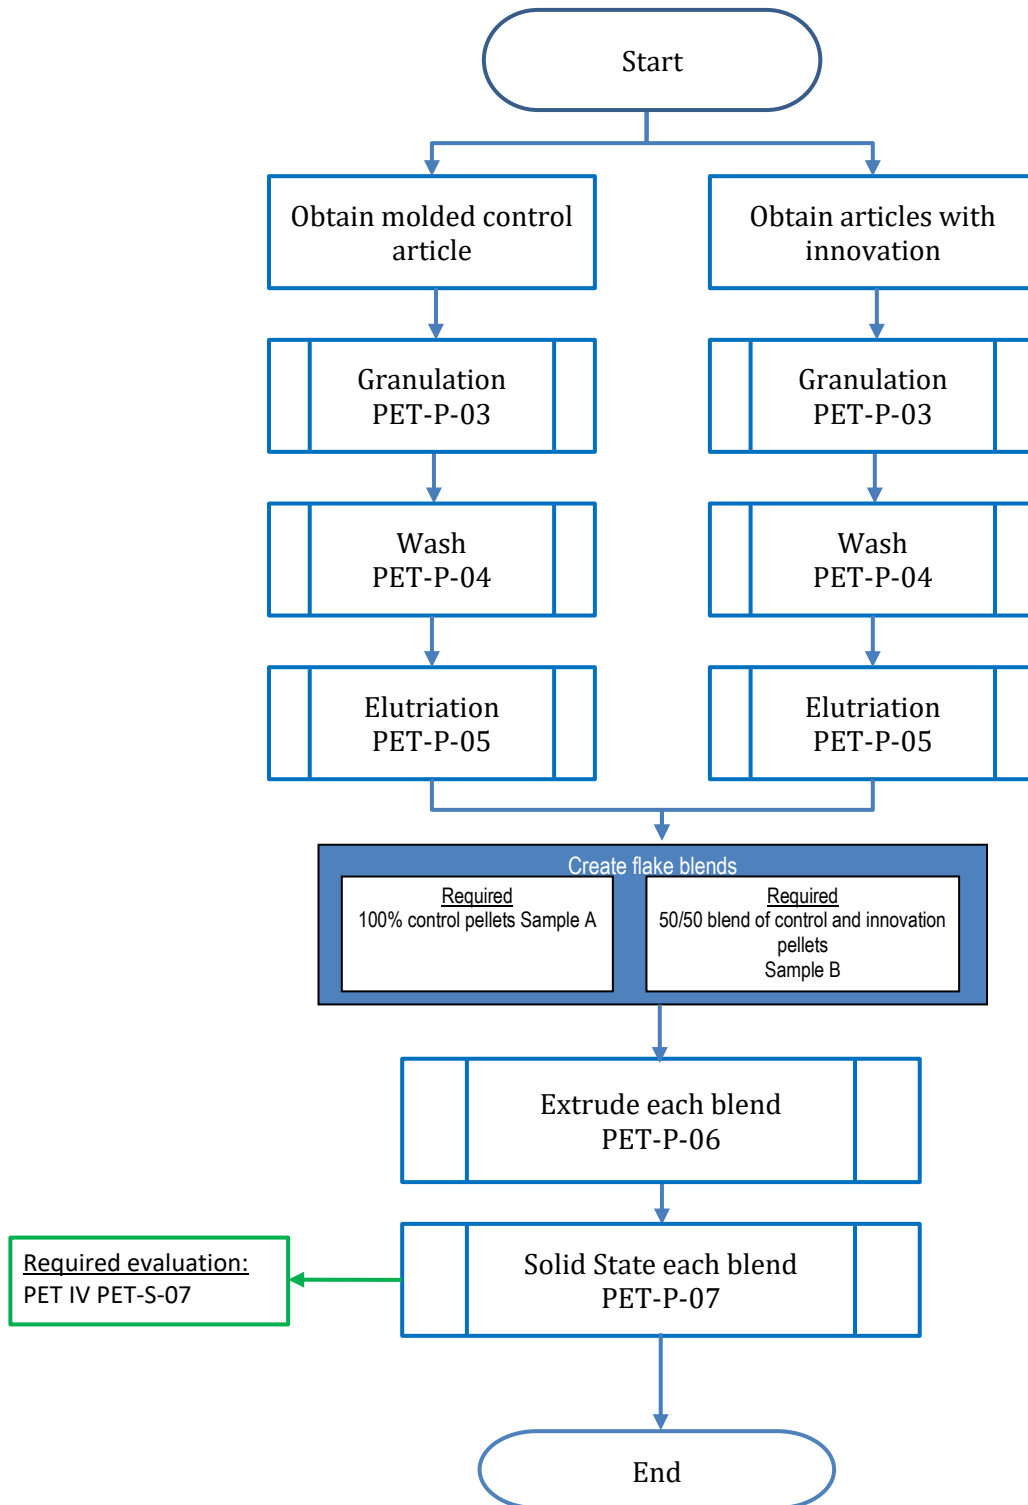 Start
Obtain molded control
article
Obtain articles with
innovation
Granulation
PET-P-03
Granulation
PET-P-03
Wash
PET-P-04
Wash
PET-P-04
Elutriation
PET-P-05
Elutriation
PET-P-05
Create flake blends
Required
100% control pellets Sample A
Required
50/50 blend of control and innovation
pellets
Sample B
Extrude each blend
PET-P-06
Solid State each blend
PET-P-07
Required evaluation:
PET IV PET-S-07
End